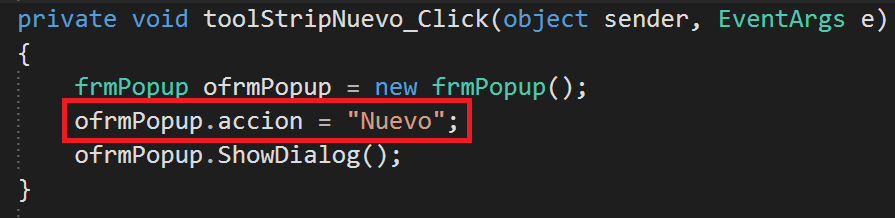 private void toolStripNuevo_Click(object sender, EventArgs e)
{
frmPopup ofrmPopup = new frmPopup();
ofrmPopup.accion = "Nuevo";
ofrmPopup.ShowDialog();
}